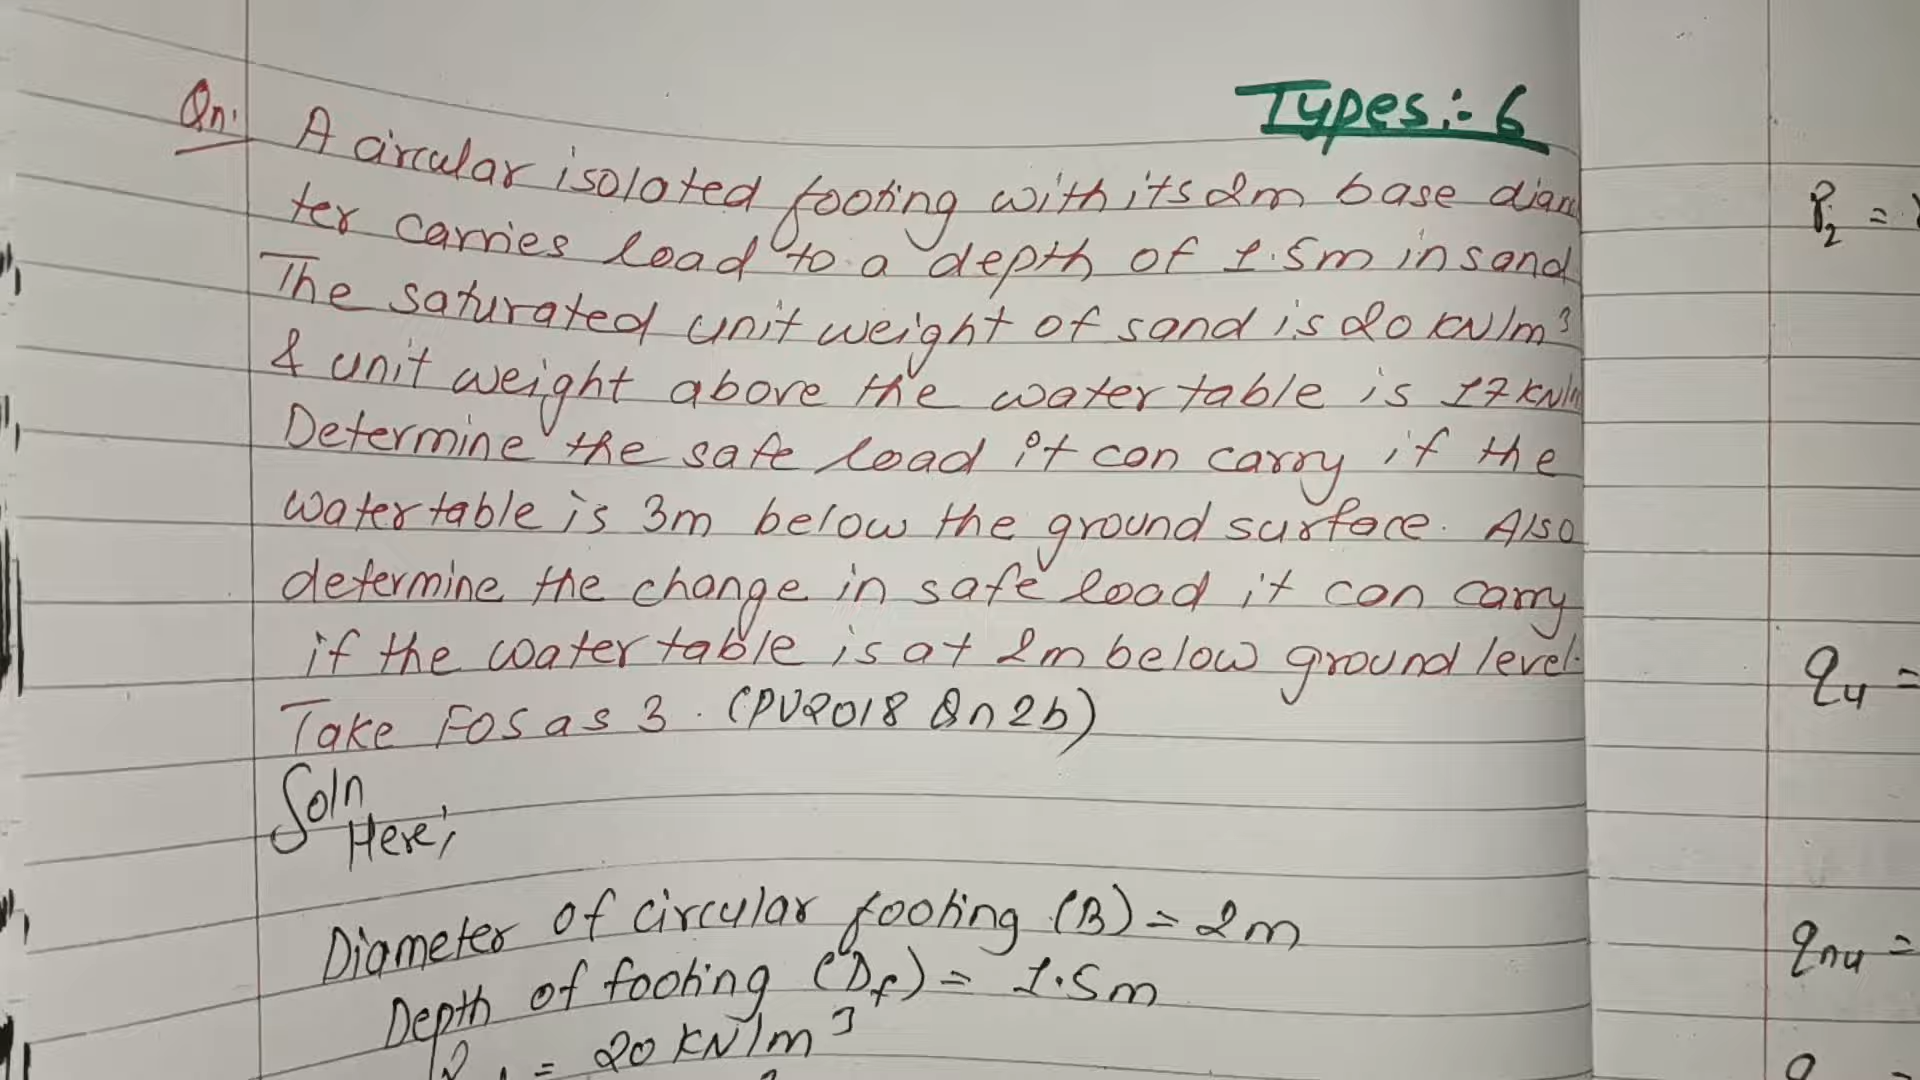 Types:- 6
Qn. A circular isolated footing with its 2m base diam
ter carries load to a depth of 1.5m in sand
The saturated unit weight of sand is 20 kN/m³
& unit weight above the water table is 17 kN/m
Determine the safe load it can carry if the
water table is 3m below the ground surface. Also
determine the change in safe load it can carry
if the water table is at 2m below ground level.
Take FOS as 3. (PU2018 Qn2b)
Soln
Here,
Diameter of circular footing (B) = 2m
Depth of footing (Df) = 1.5m
= 20 kN/m³
=
qu =
qnu =